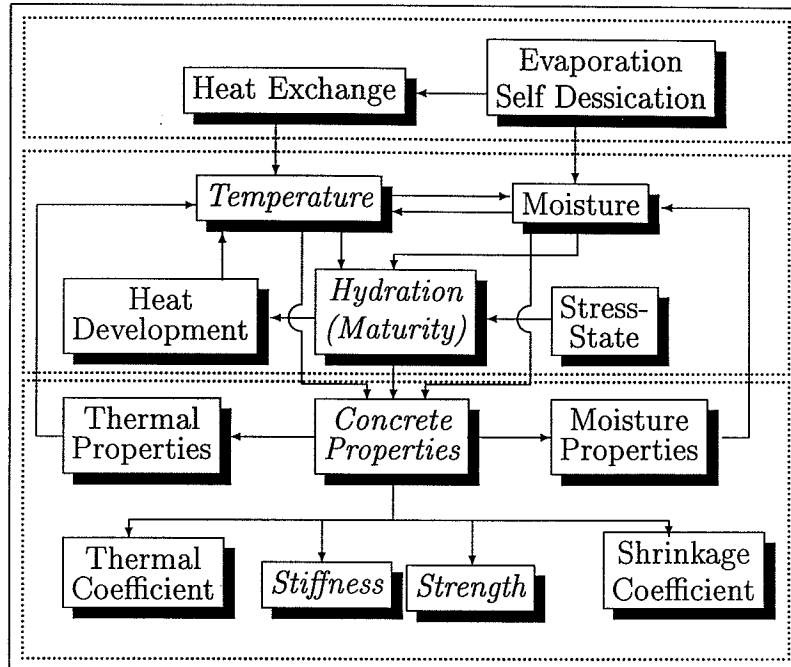 Evaporation
Self Dessication
Heat Exchange
Temperature
Moisture
Heat
Development
Hydration
(Maturity)
Stress-
State
Thermal
Properties
Concrete
Properties
Moisture
Properties
Thermal
Coefficient
Stiffness
Strength
Shrinkage
Coefficient